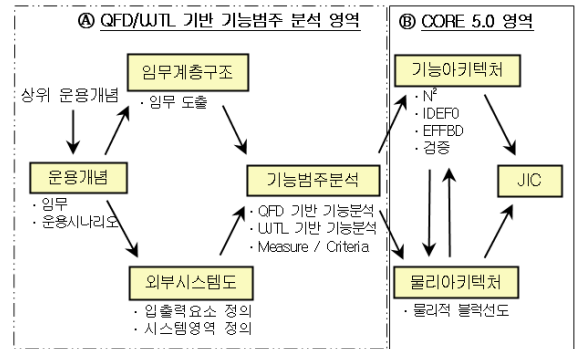 Ⓐ QFD/UJTL 기반 기능범주 분석 영역
Ⓑ CORE 5.0 영역
상위 운용개념
임무계층구조
· 임무 도출
운용개념
· 임무
· 운용시나리오
외부시스템도
· 입출력요소 정의
· 시스템영역 정의
기능범주분석
· QFD 기반 기능분석
· UJTL 기반 기능분석
· Measure / Criteria
기능아키텍처
· N²
· IDEF0
· EFFBD
· 검증
JIC
물리아키텍처
· 물리적 블럭선도